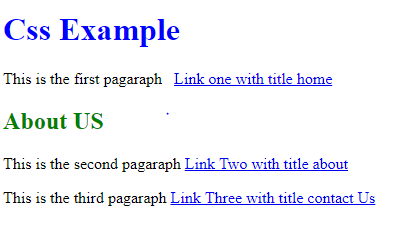 Css Example
This is the first pagaraph Link one with title home
About US
This is the second pagaraph Link Two with title about
This is the third pagaraph Link Three with title contact Us